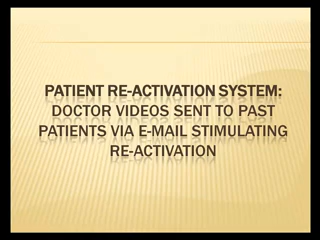 PATIENT RE-ACTIVATION SYSTEM:
DOCTOR VIDEOS SENT TO PAST
PATIENTS VIA E-MAIL STIMULATING
RE-ACTIVATION